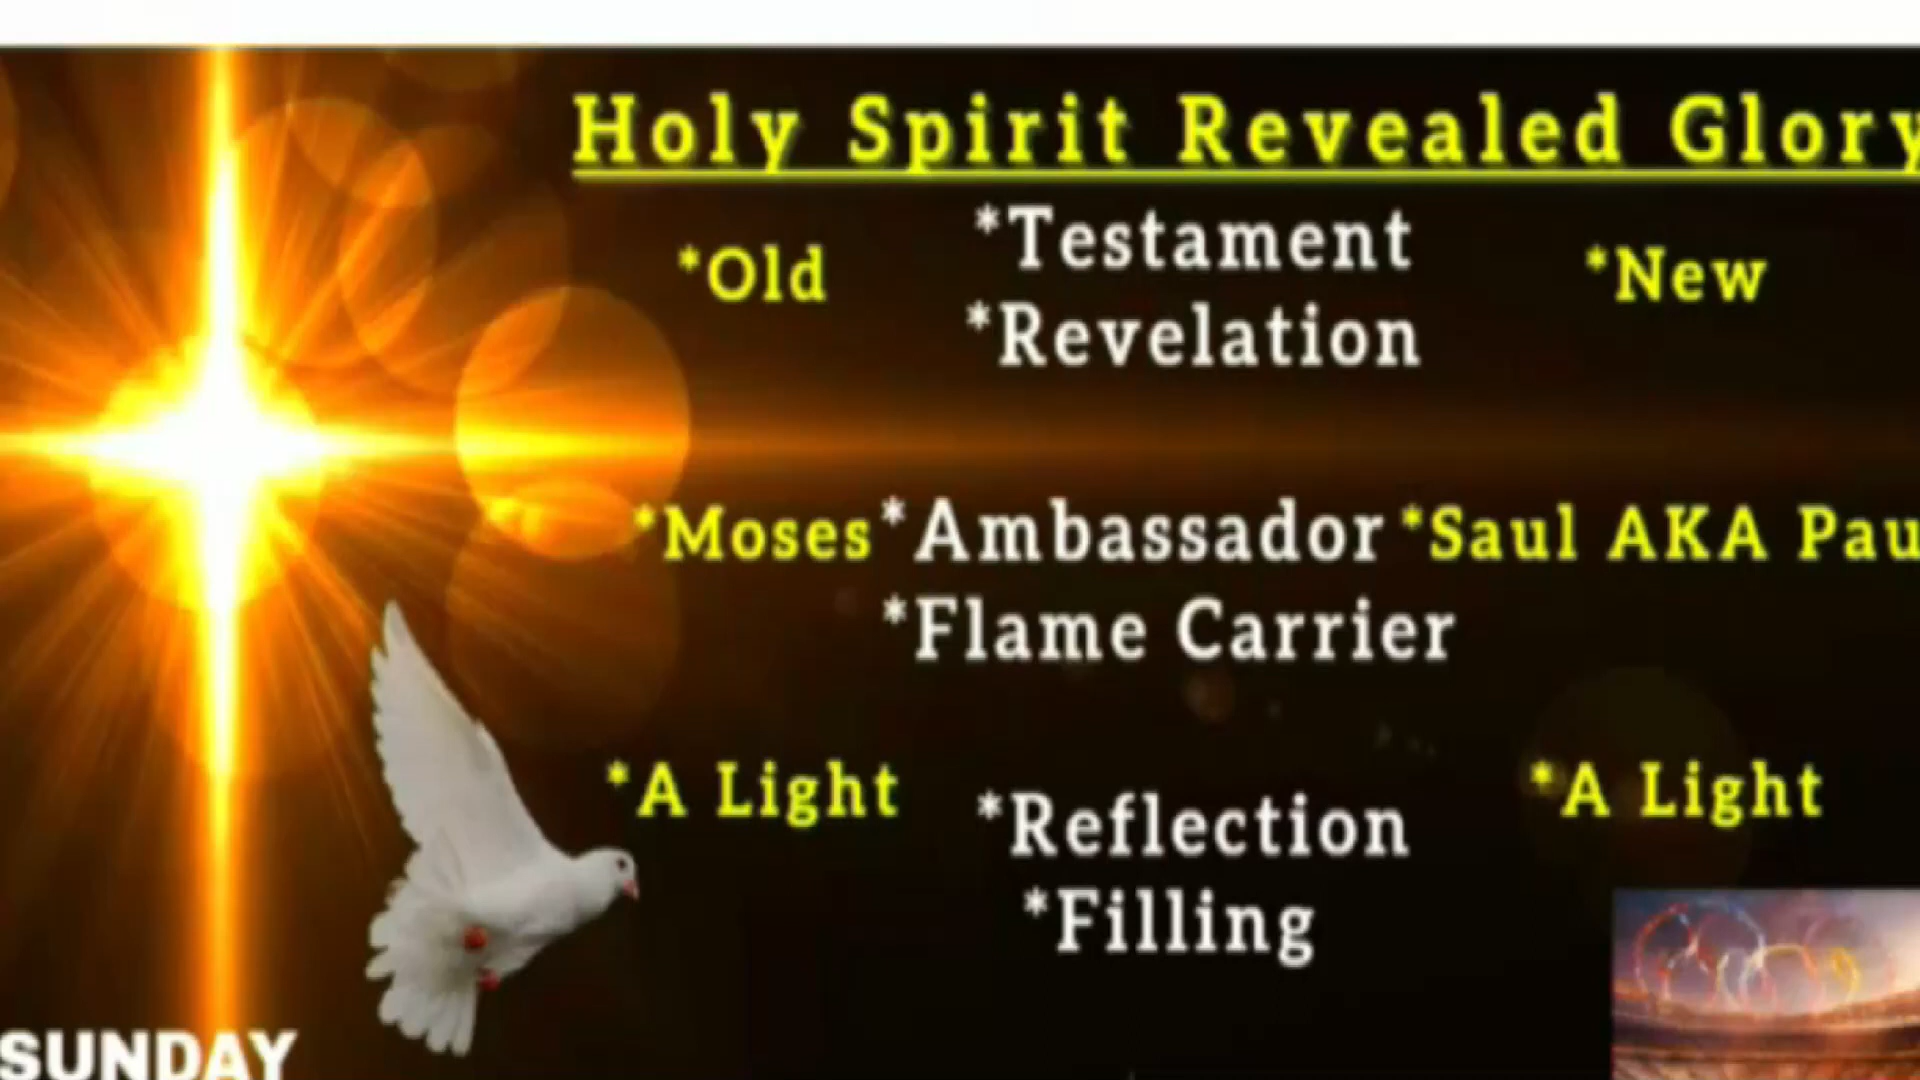 Holy Spirit Revealed Glory
*Old *Testament *New
*Revelation
*Moses *Ambassador *Saul AKA Pau
*Flame Carrier
*A Light *Reflection *A Light
*Filling
SUNDAY